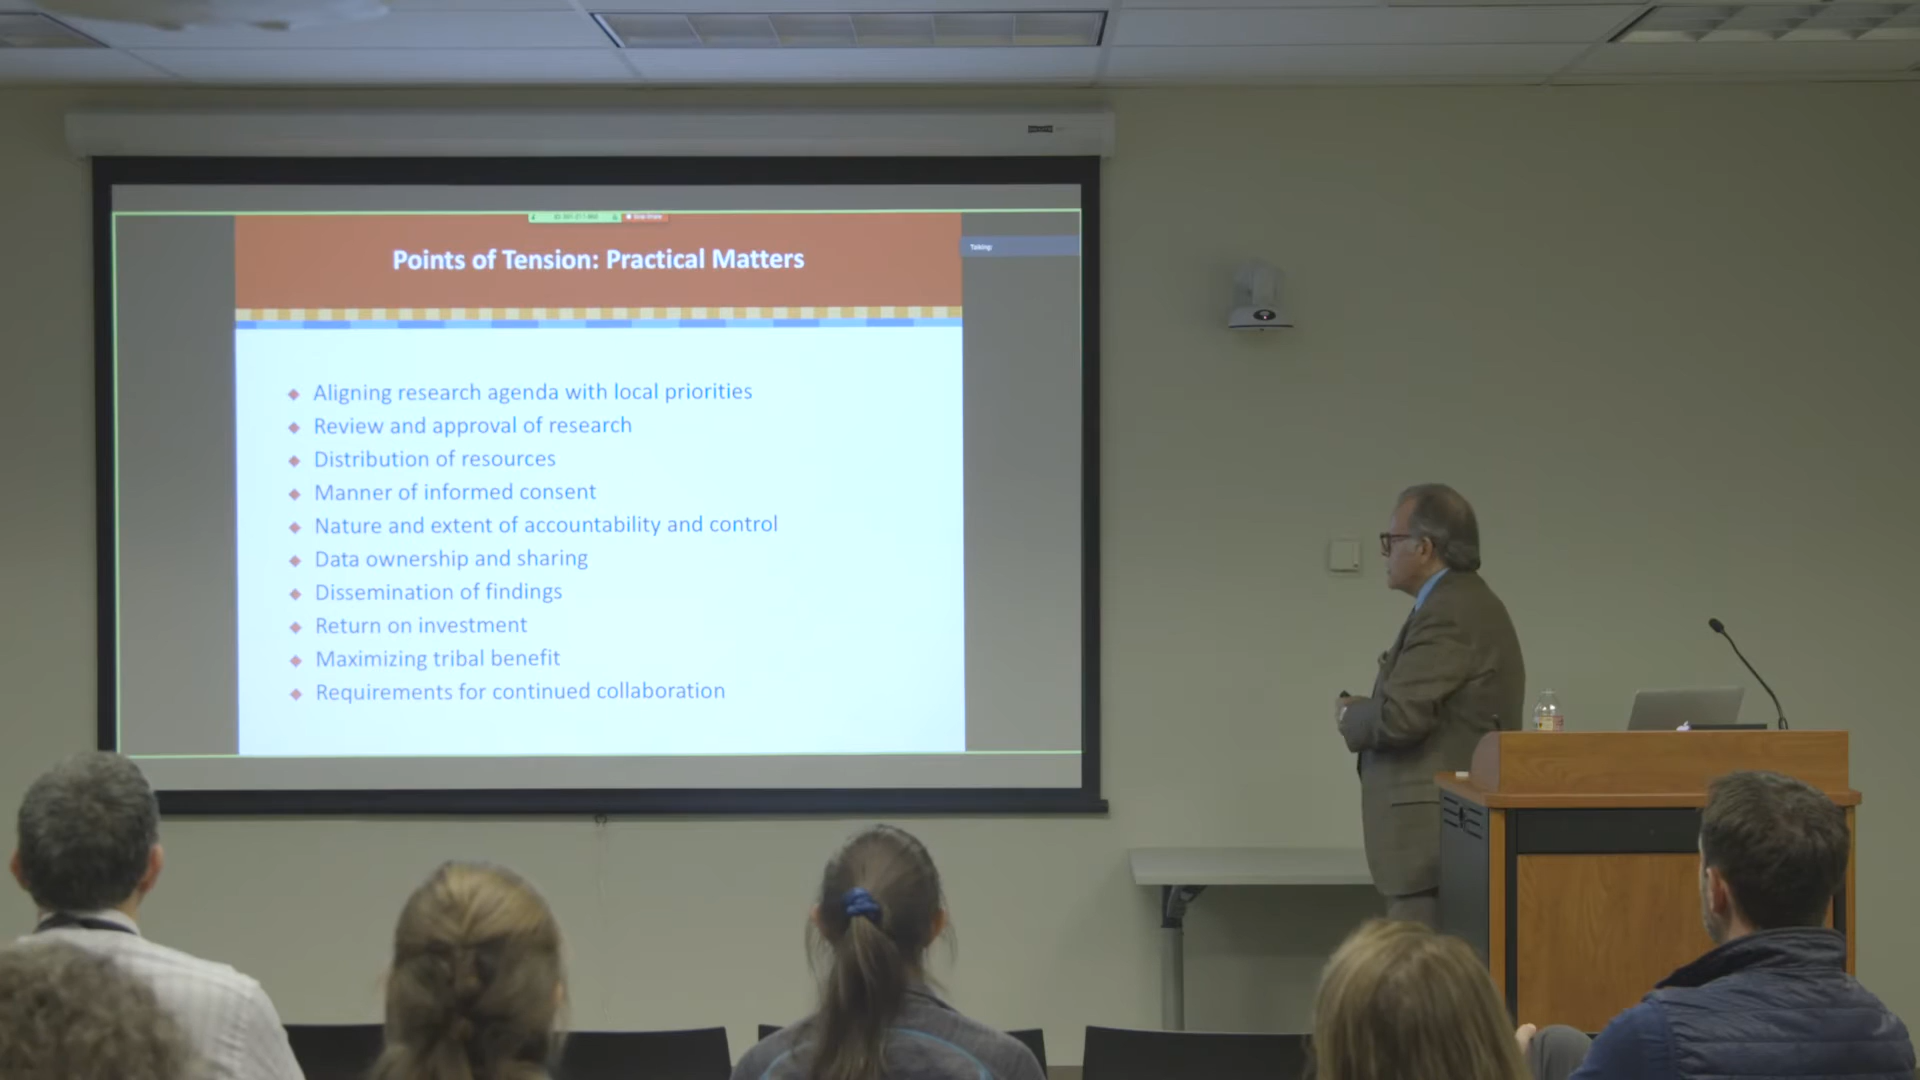 Points of Tension: Practical Matters
Talking:
Aligning research agenda with local priorities
Review and approval of research
Distribution of resources
Manner of informed consent
Nature and extent of accountability and control
Data ownership and sharing
Dissemination of findings
Return on investment
Maximizing tribal benefit
Requirements for continued collaboration